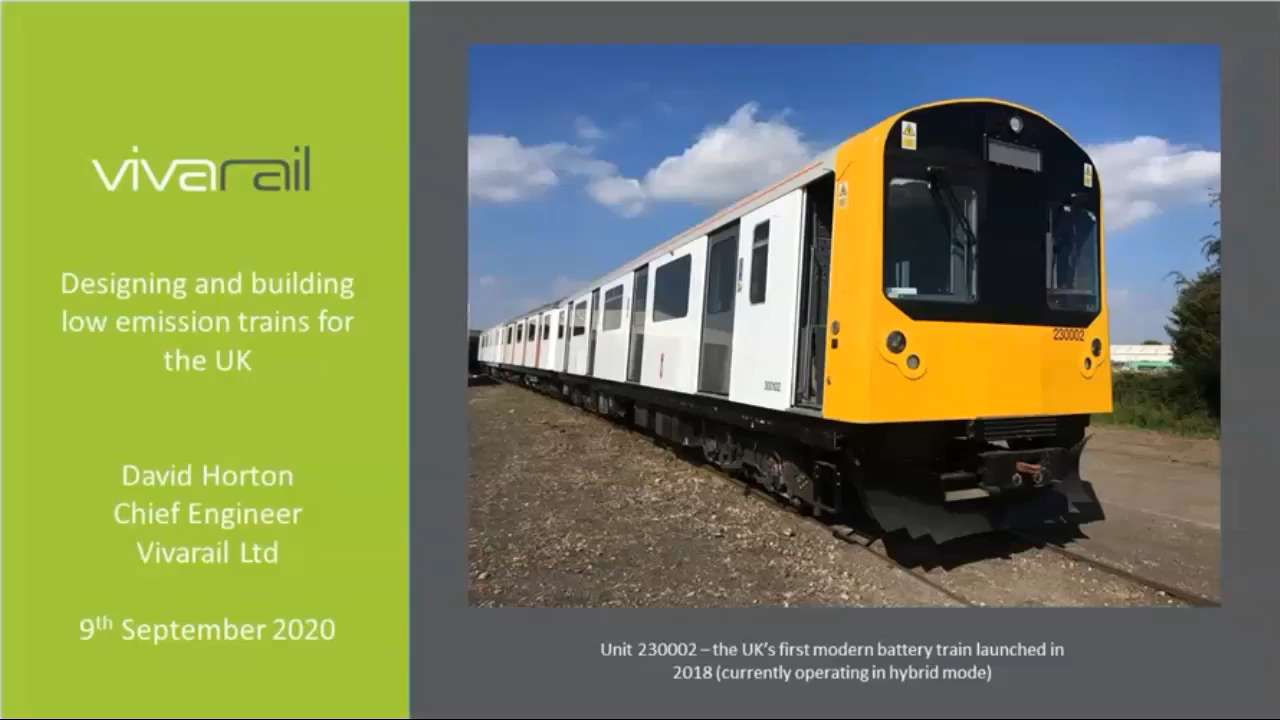 vivarail
Designing and building
low emission trains for
the UK
David Horton
Chief Engineer
Vivarail Ltd
9th September 2020
230002
300102
Unit 230002 – the UK's first modern battery train launched in
2018 (currently operating in hybrid mode)